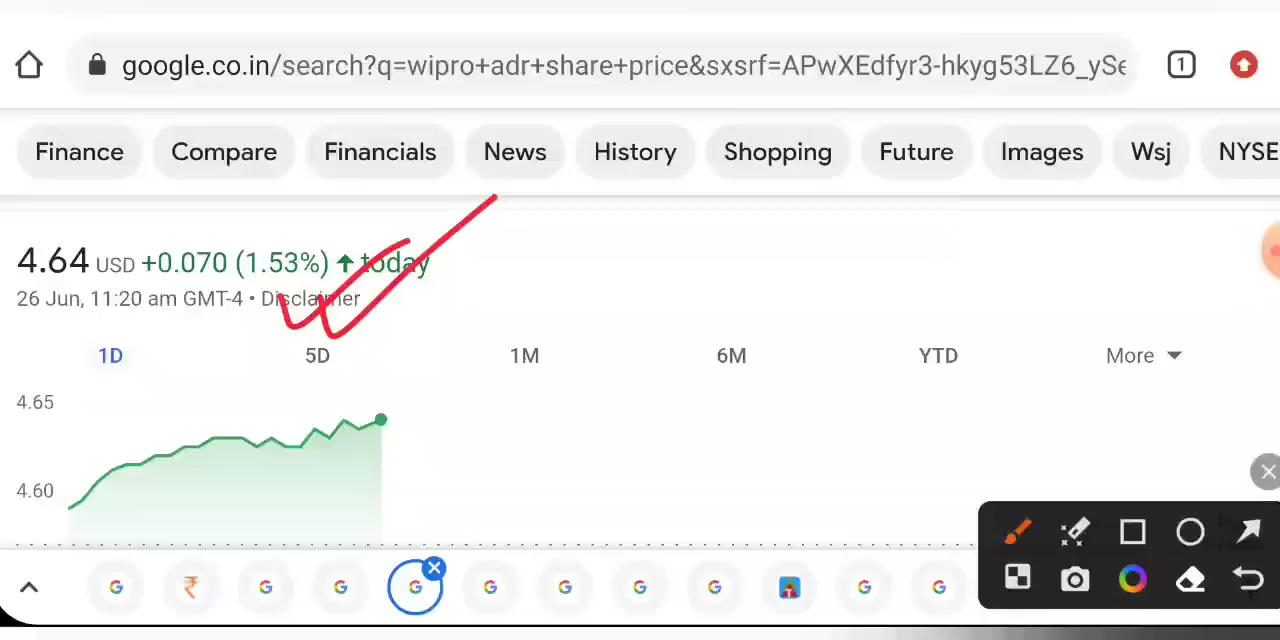 google.co.in/search?q=wipro+adr+share+price&sxsrf=APwXEdfyr3-hkyg53LZ6_ySe
1
Finance Compare Financials News History Shopping Future Images Wsj NYSE
4.64 USD +0.070 (1.53%) ↑ today
26 Jun, 11:20 am GMT-4 • Disclaimer
1D 5D 1M 6M YTD More
4.65
4.60